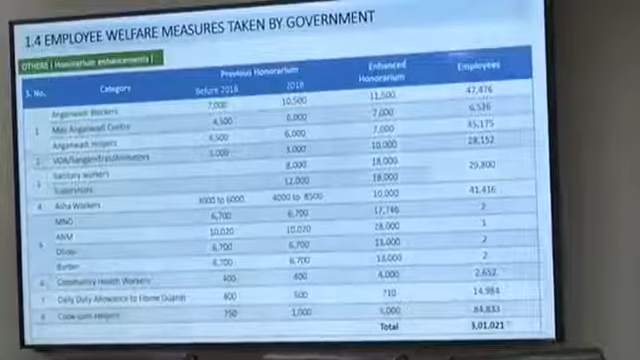 1.4 EMPLOYEE WELFARE MEASURES TAKEN BY GOVERNMENT
OTHERS ( Honorarium enhancements )
S. No. Category Previous Honorarium Enhanced Honorarium Employees
Before 2018 2018
1 Anganwadi Workers 7,000 10,500 11,500 47,476
Mini Anganwadi Centre 4,500 6,000 7,000 6,536
Anganwadi Helpers 4,500 6,000 7,000 45,175
2 3,000 3,000 10,000 28,152
3 Sanitary workers 8,000 18,000 29,800
Supervisors 12,000 18,000
4 Asha Workers 3000 to 6000 4000 to 8500 10,000 41,416
5 MNO 6,700 6,700 17,746 2
ANM 10,020 10,020 28,000 1
6,700 6,700 13,000 2
Barber 6,700 6,700 13,000 2
6 Community Health Workers 400 400 4,000 2,652
7 Daily Duty Allowance to Home Guards 400 600 710 14,984
8 Cook-cum Helpers 750 1,000 3,000 84,833
Total 3,01,021